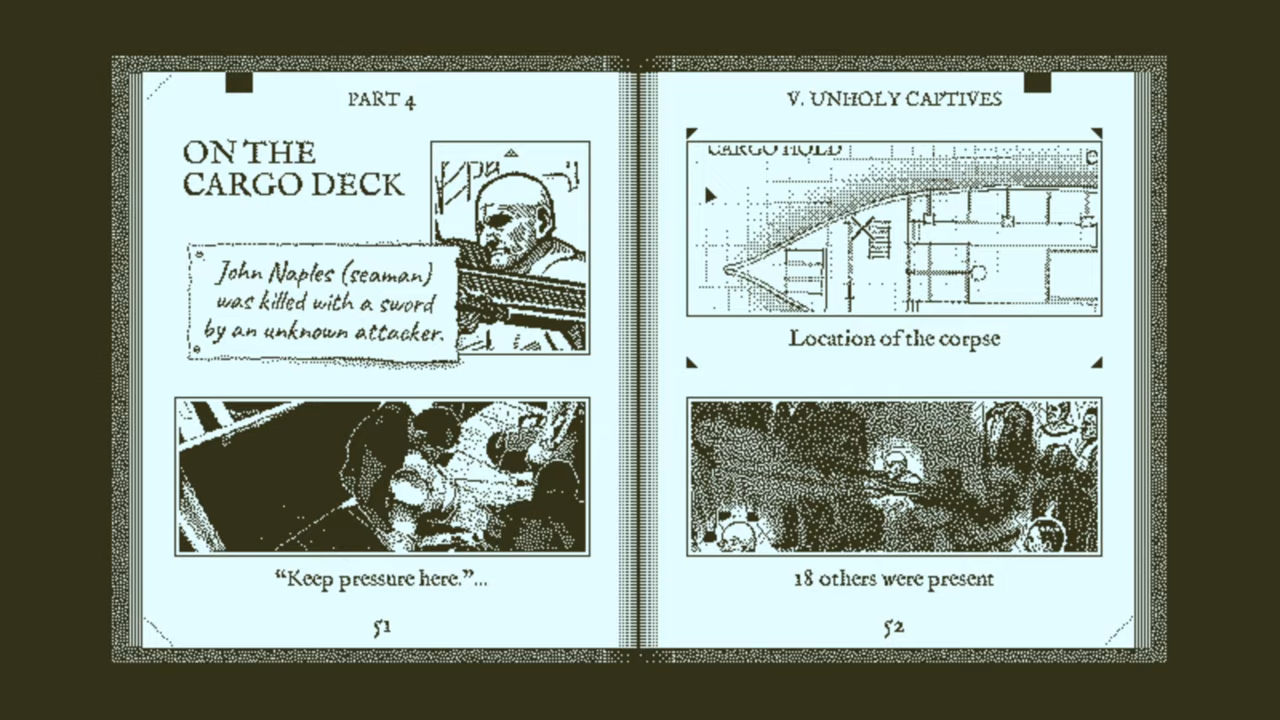 PART 4
ON THE
CARGO DECK
John Naples (seaman)
was killed with a sword
by an unknown attacker.
"Keep pressure here."...
51
V. UNHOLY CAPTIVES
CARGO HOLD
Location of the corpse
18 others were present
52